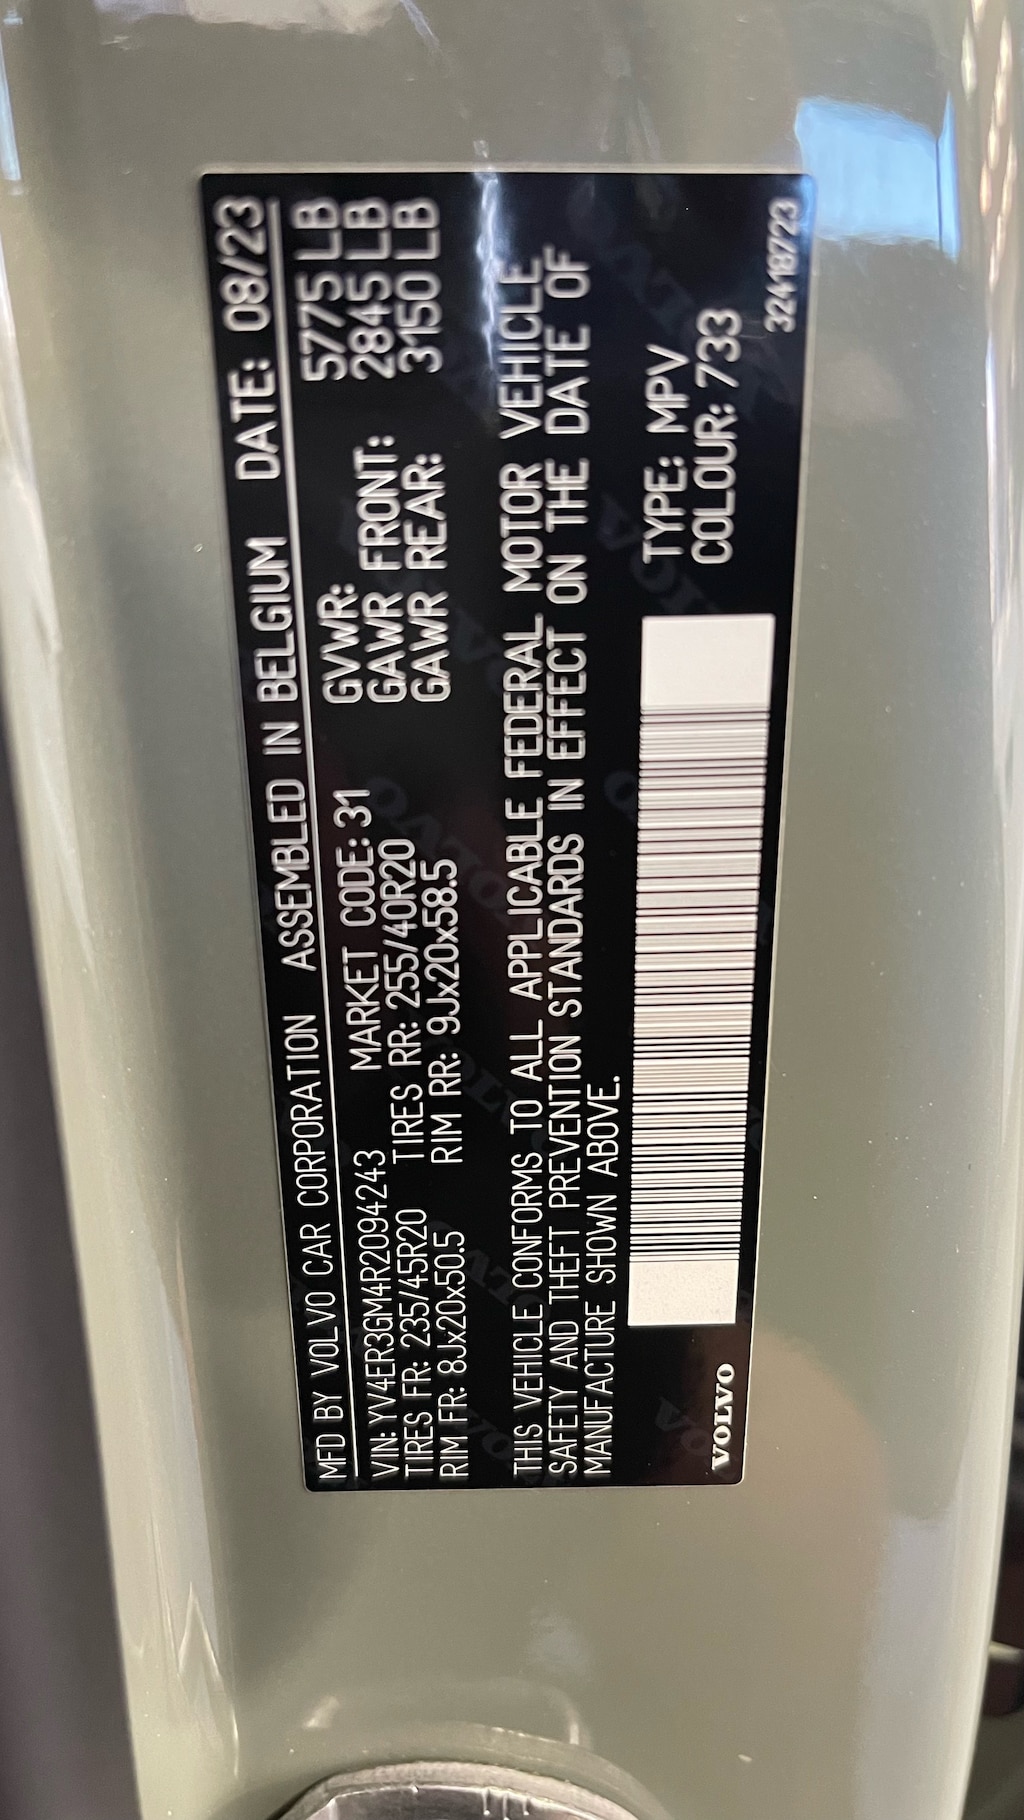 MFD BY VOLVO CAR CORPORATION ASSEMBLED IN BELGIUM DATE: 08/23
VIN: YV4ER3GM4R2094243 MARKET CODE: 31 GVWR: 5775 LB
TIRES FR: 235/45R20 TIRES RR: 255/40R20 GAWR FRONT: 2845 LB
RIM FR: 8Jx20x50.5 RIM RR: 9Jx20x58.5 GAWR REAR: 3150 LB
THIS VEHICLE CONFORMS TO ALL APPLICABLE FEDERAL MOTOR VEHICLE
SAFETY AND THEFT PREVENTION STANDARDS IN EFFECT ON THE DATE OF
MANUFACTURE SHOWN ABOVE.
TYPE: MPV
COLOUR: 733
VOLVO
32418723